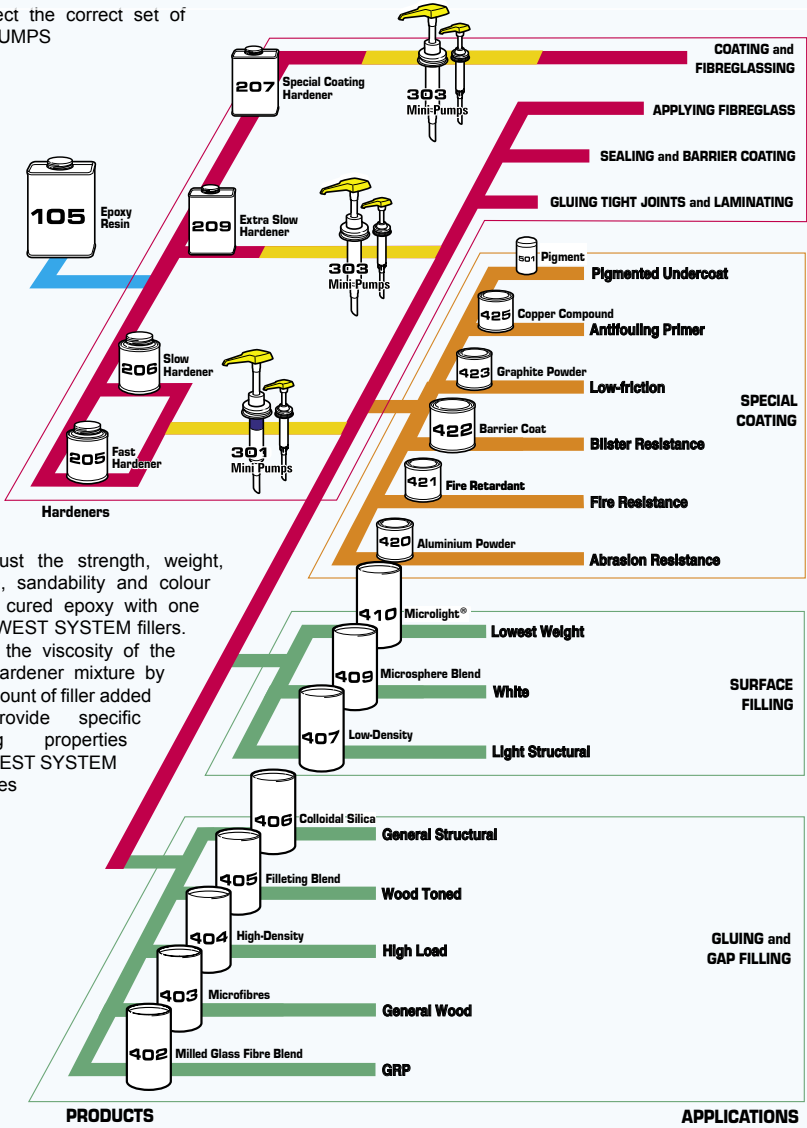 ect the correct set of
UMPS
COATING and
FIBREGLASSING
207
Special Coating
Hardener
303
Mini-Pumps
APPLYING FIBREGLASS
SEALING and BARRIER COATING
105
Epoxy
Resin
209
Extra Slow
Hardener
GLUING TIGHT JOINTS and LAMINATING
303
Mini Pumps
501
Pigment
Pigmented Undercoat
425
Copper Compound
Antifouling Primer
206
Slow
Hardener
423
Graphite Powder
Low-friction
SPECIAL
COATING
205
Fast
Hardener
301
Mini Pumps
422
Barrier Coat
Blister Resistance
421
Fire Retardant
Fire Resistance
Hardeners
420
Aluminium Powder
Abrasion Resistance
ust the strength, weight,
, sandability and colour
cured epoxy with one
WEST SYSTEM fillers.
the viscosity of the
ardener mixture by
ount of filler added
rovide specific
g properties
EST SYSTEM
es
410
Microlight®
Lowest Weight
409
Microsphere Blend
White
SURFACE
FILLING
407
Low-Density
Light Structural
406
Colloidal Silica
General Structural
405
Filleting Blend
Wood Toned
404
High-Density
High Load
GLUING and
GAP FILLING
403
Microfibres
General Wood
402
Milled Glass Fibre Blend
GRP
PRODUCTS
APPLICATIONS